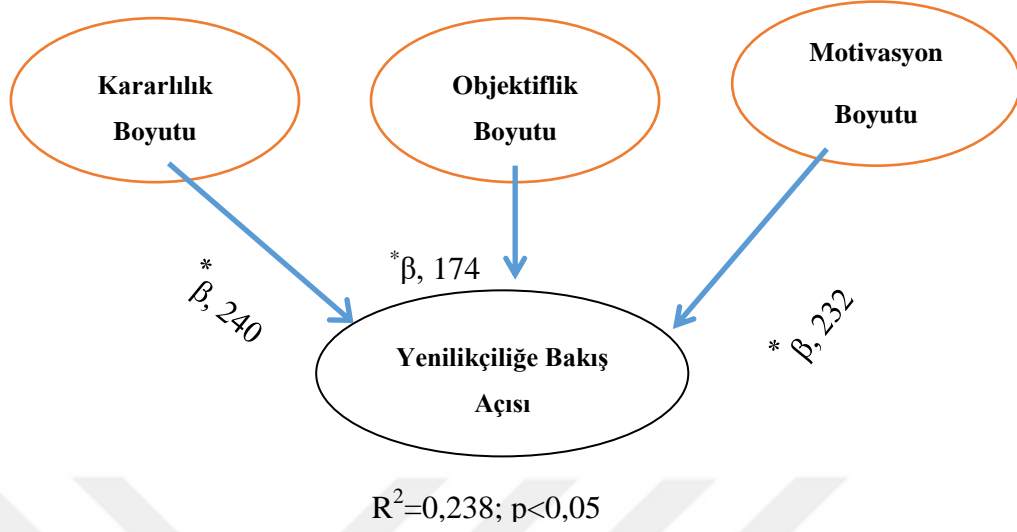 Kararlılık
Boyutu
Objektiflik
Boyutu
Motivasyon
Boyutu
* β, 240
*β, 174
* β, 232
Yenilikçiliğe Bakış
Açısı
R²=0,238; p<0,05